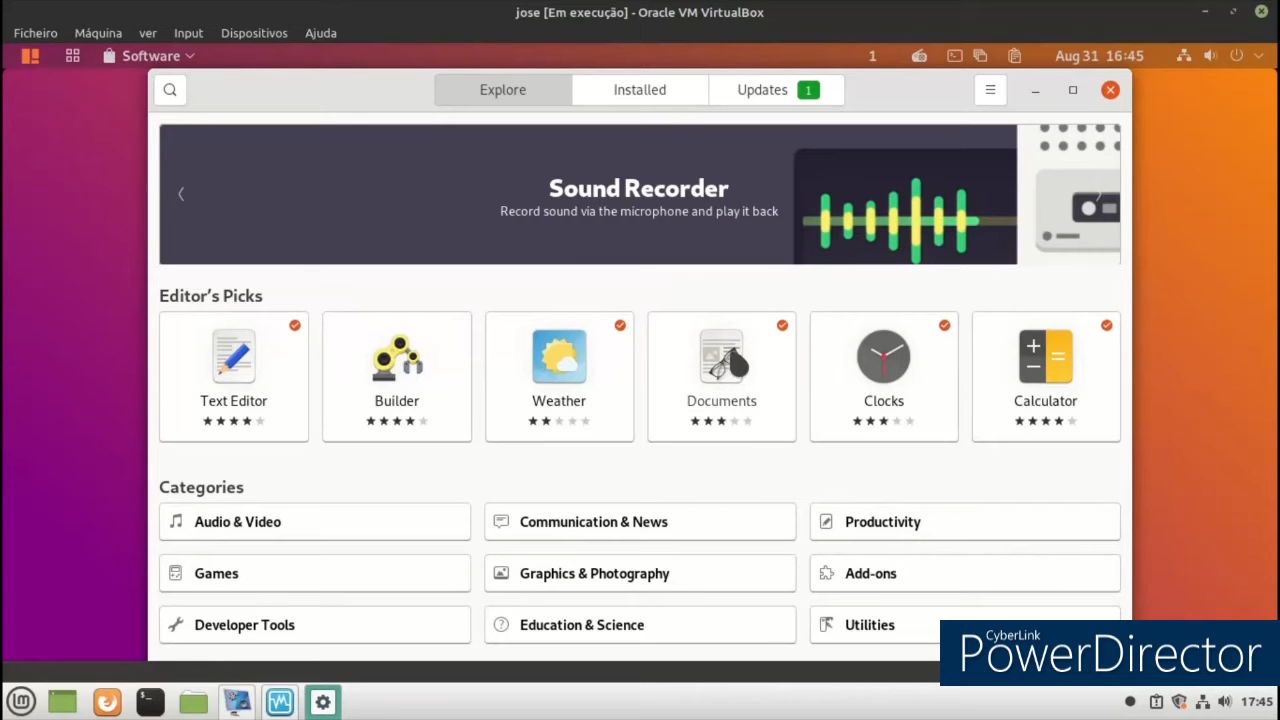 jose [Em execução] - Oracle VM VirtualBox
Ficheiro Máquina ver Input Dispositivos Ajuda
Software 1 Aug 31 16:45
Explore Installed Updates 1
Sound Recorder
Record sound via the microphone and play it back
Editor's Picks
Text Editor Builder Weather Documents Clocks Calculator
Categories
Audio & Video Communication & News Productivity
Games Graphics & Photography Add-ons
Developer Tools Education & Science Utilities
CyberLink
PowerDirector
17:45